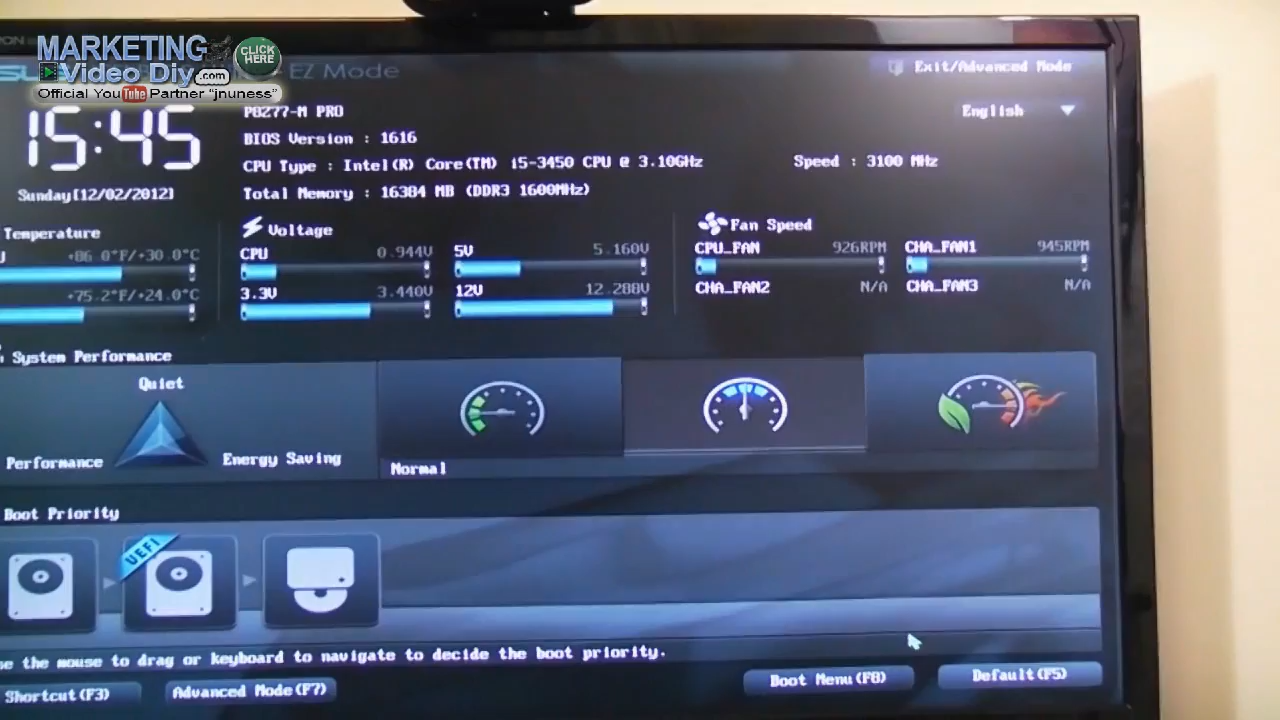 MARKETING
Video Diy.com
CLICK HERE
Official You Tube Partner "jnuness"
EZ Mode
Exit/Advanced Mode
15:45
Sunday[12/02/2012]
P8Z77-M PRO
BIOS Version : 1616
CPU Type : Intel(R) Core(TM) i5-3450 CPU @ 3.10GHz
Speed : 3100 MHz
Total Memory : 16384 MB (DDR3 1600MHz)
English
Temperature
+86.0°F/+30.0°C
+75.2°F/+24.0°C
Voltage
CPU 0.944V
5V 5.160V
3.3V 3.440V
12V 12.288V
Fan Speed
CPU_FAN 926RPM
CHA_FAN1 945RPM
CHA_FAN2 N/A
CHA_FAN3 N/A
System Performance
Quiet
Performance
Energy Saving
Normal
Boot Priority
UEFI
the mouse to drag or keyboard to navigate to decide the boot priority.
Shortcut(F3)
Advanced Mode(F7)
Boot Menu(F8)
Default(F5)